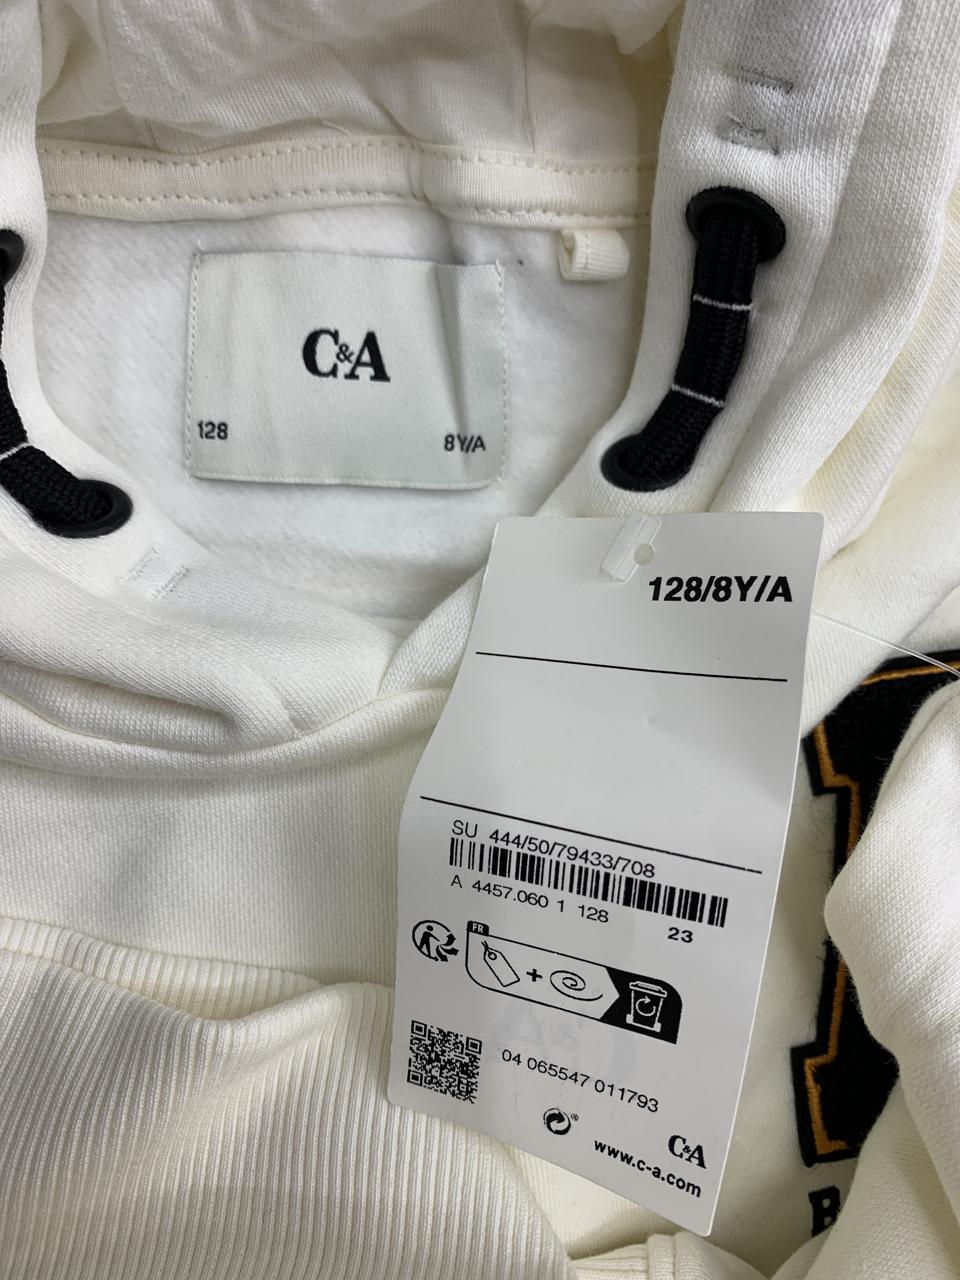 C&A
128 8Y/A
128/8Y/A
SU 444/50/79433/708
A 4457.060 1 128
23
FR
+
04 065547 011793
C&A
www.c-a.com
B